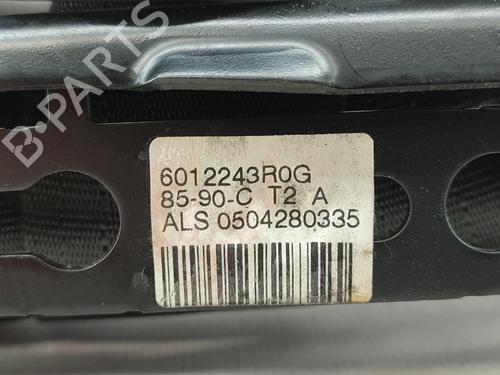 B-PARTS
6012243R0G
85-90-C T2 A
ALS 0504280335